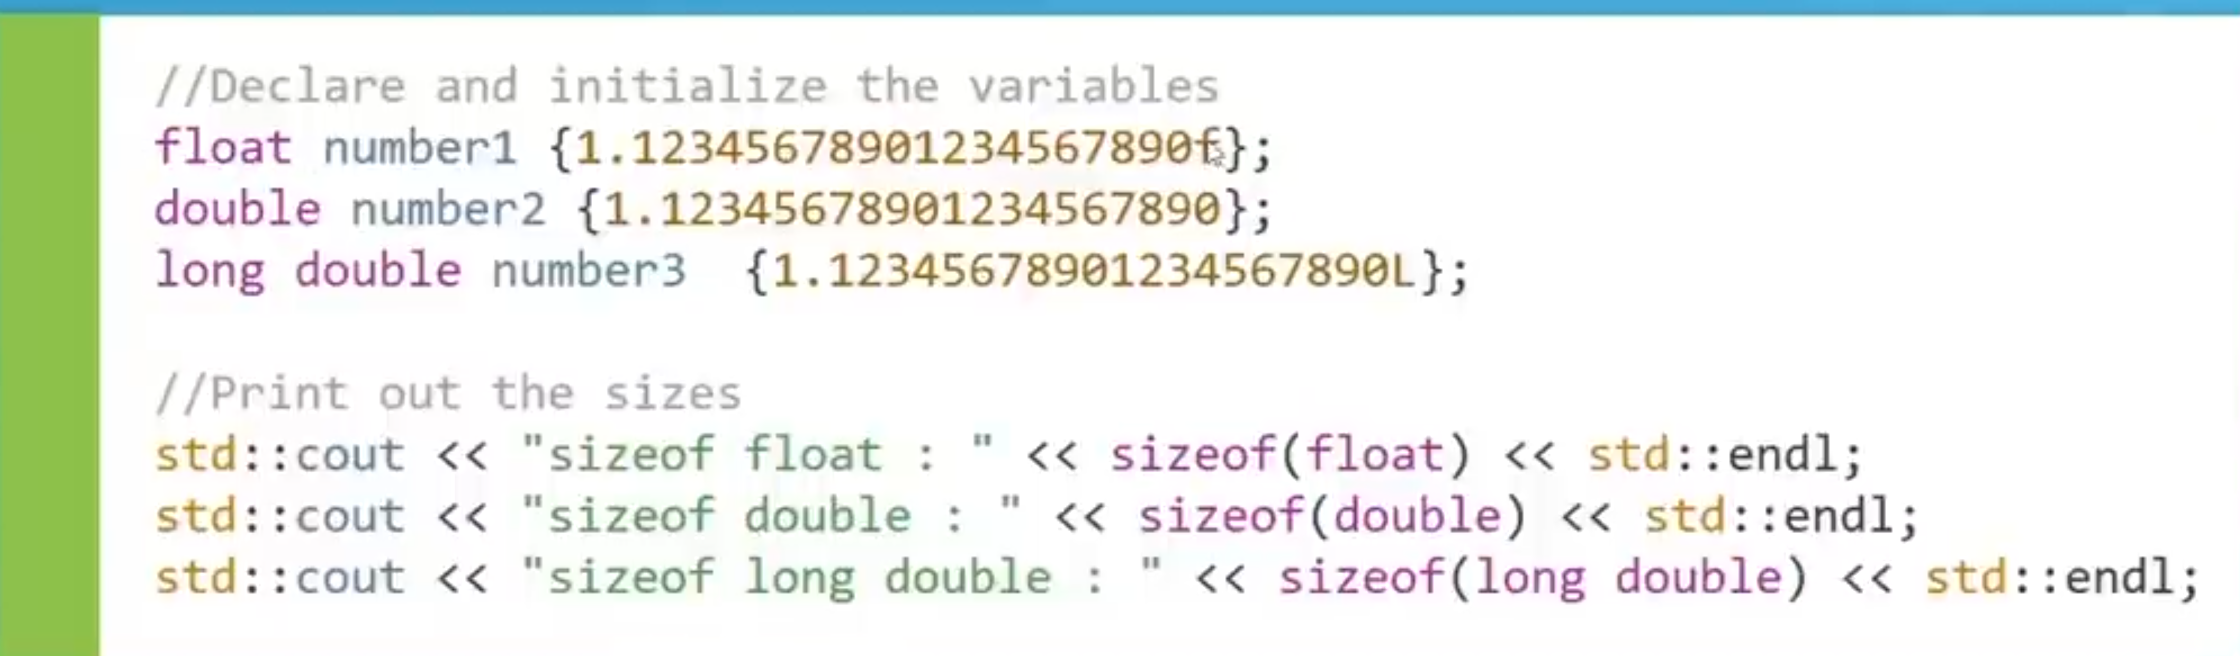 //Declare and initialize the variables
float number1 {1.12345678901234567890f};
double number2 {1.12345678901234567890};
long double number3  {1.12345678901234567890L};
//Print out the sizes
std::cout << "sizeof float : " << sizeof(float) << std::endl;
std::cout << "sizeof double : " << sizeof(double) << std::endl;
std::cout << "sizeof long double : " << sizeof(long double) << std::endl;